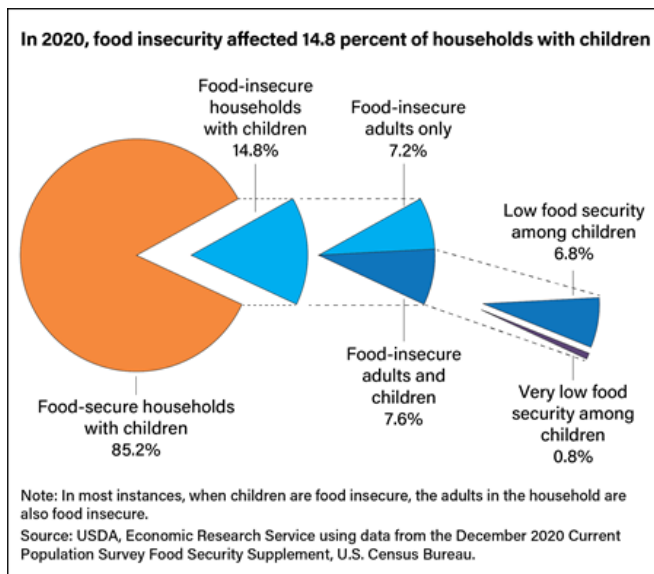 In 2020, food insecurity affected 14.8 percent of households with children
Food-insecure
households
with children
14.8%
Food-insecure
adults only
7.2%
Low food security
among children
6.8%
Food-secure households
with children
85.2%
Food-insecure
adults and
children
7.6%
Very low food
security among
children
0.8%
Note: In most instances, when children are food insecure, the adults in the household are
also food insecure.
Source: USDA, Economic Research Service using data from the December 2020 Current
Population Survey Food Security Supplement, U.S. Census Bureau.